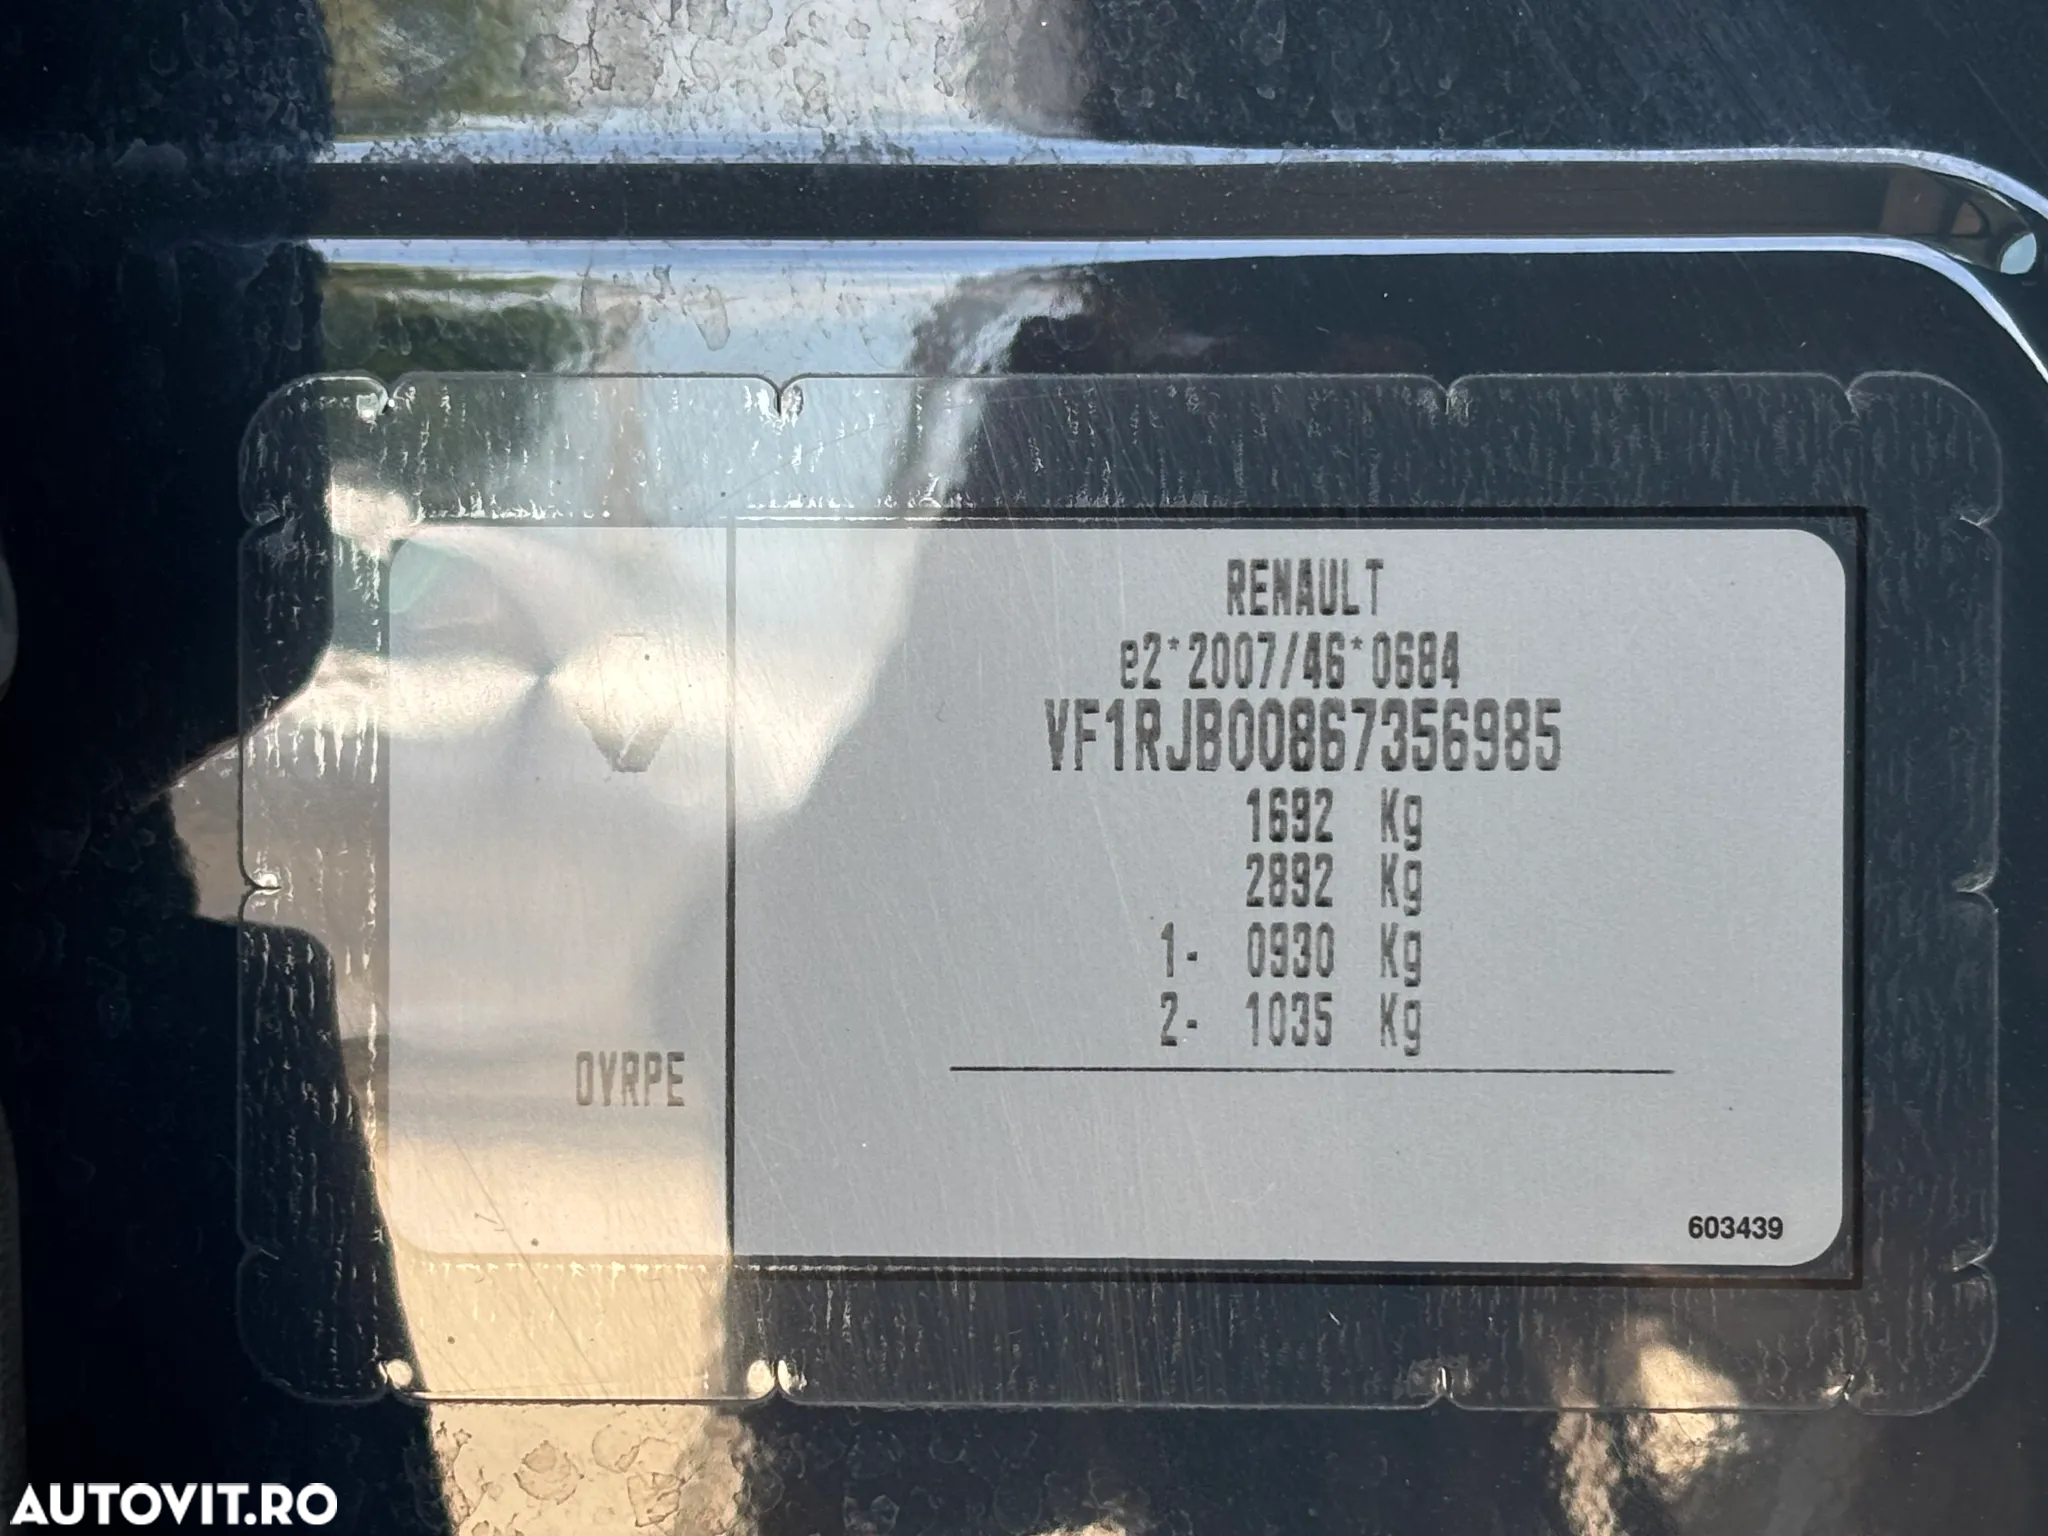 RENAULT
e2*2007/46*0684
VF1RJB00867356985
1692 Kg
2892 Kg
1- 0930 Kg
2- 1035 Kg
OVRPE
603439
AUTOVIT.RO